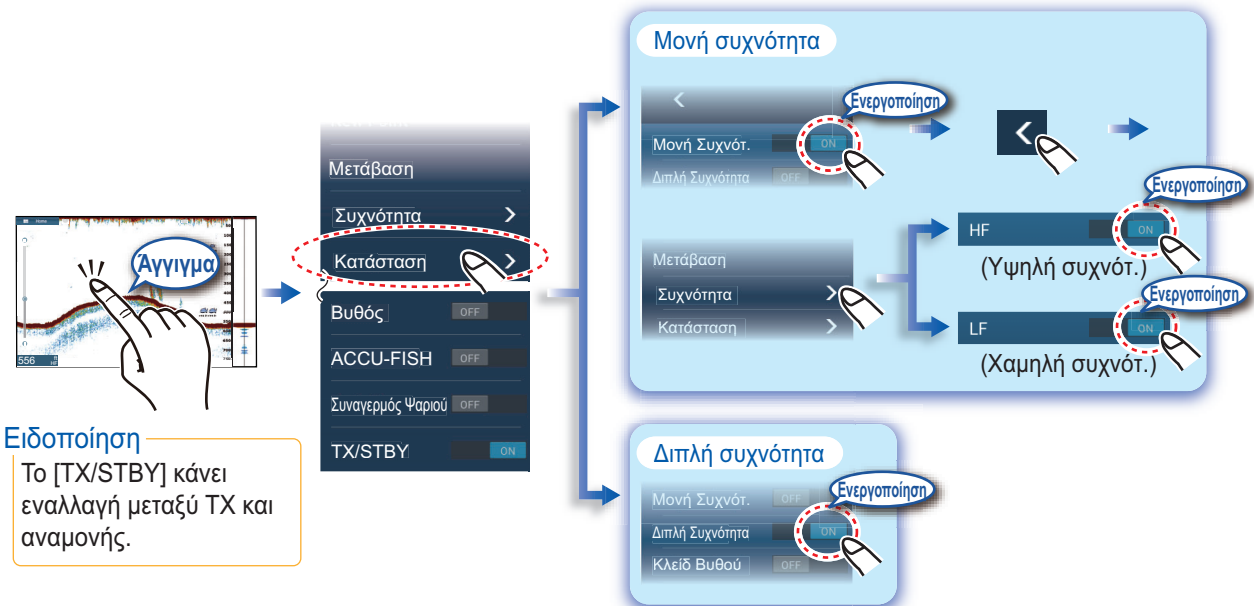 Home
Άγγιγμα
556
HF
Ειδοποίηση
Το [TX/STBY] κάνει
εναλλαγή μεταξύ TX και
αναμονής.
Μετάβαση
Συχνότητα
Κατάσταση
Βυθός OFF
ACCU-FISH OFF
Συναγερμός Ψαριού OFF
TX/STBY ON
Μονή συχνότητα
Ενεργοποίηση
Μονή Συχνότ. ON
Διπλή Συχνότητα OFF
Μετάβαση
Συχνότητα
Κατάσταση
Ενεργοποίηση
HF ON
(Υψηλή συχνότ.)
Ενεργοποίηση
LF ON
(Χαμηλή συχνότ.)
Διπλή συχνότητα
Ενεργοποίηση
Μονή Συχνότ. OFF
Διπλή Συχνότητα ON
Κλείδ Βυθού OFF